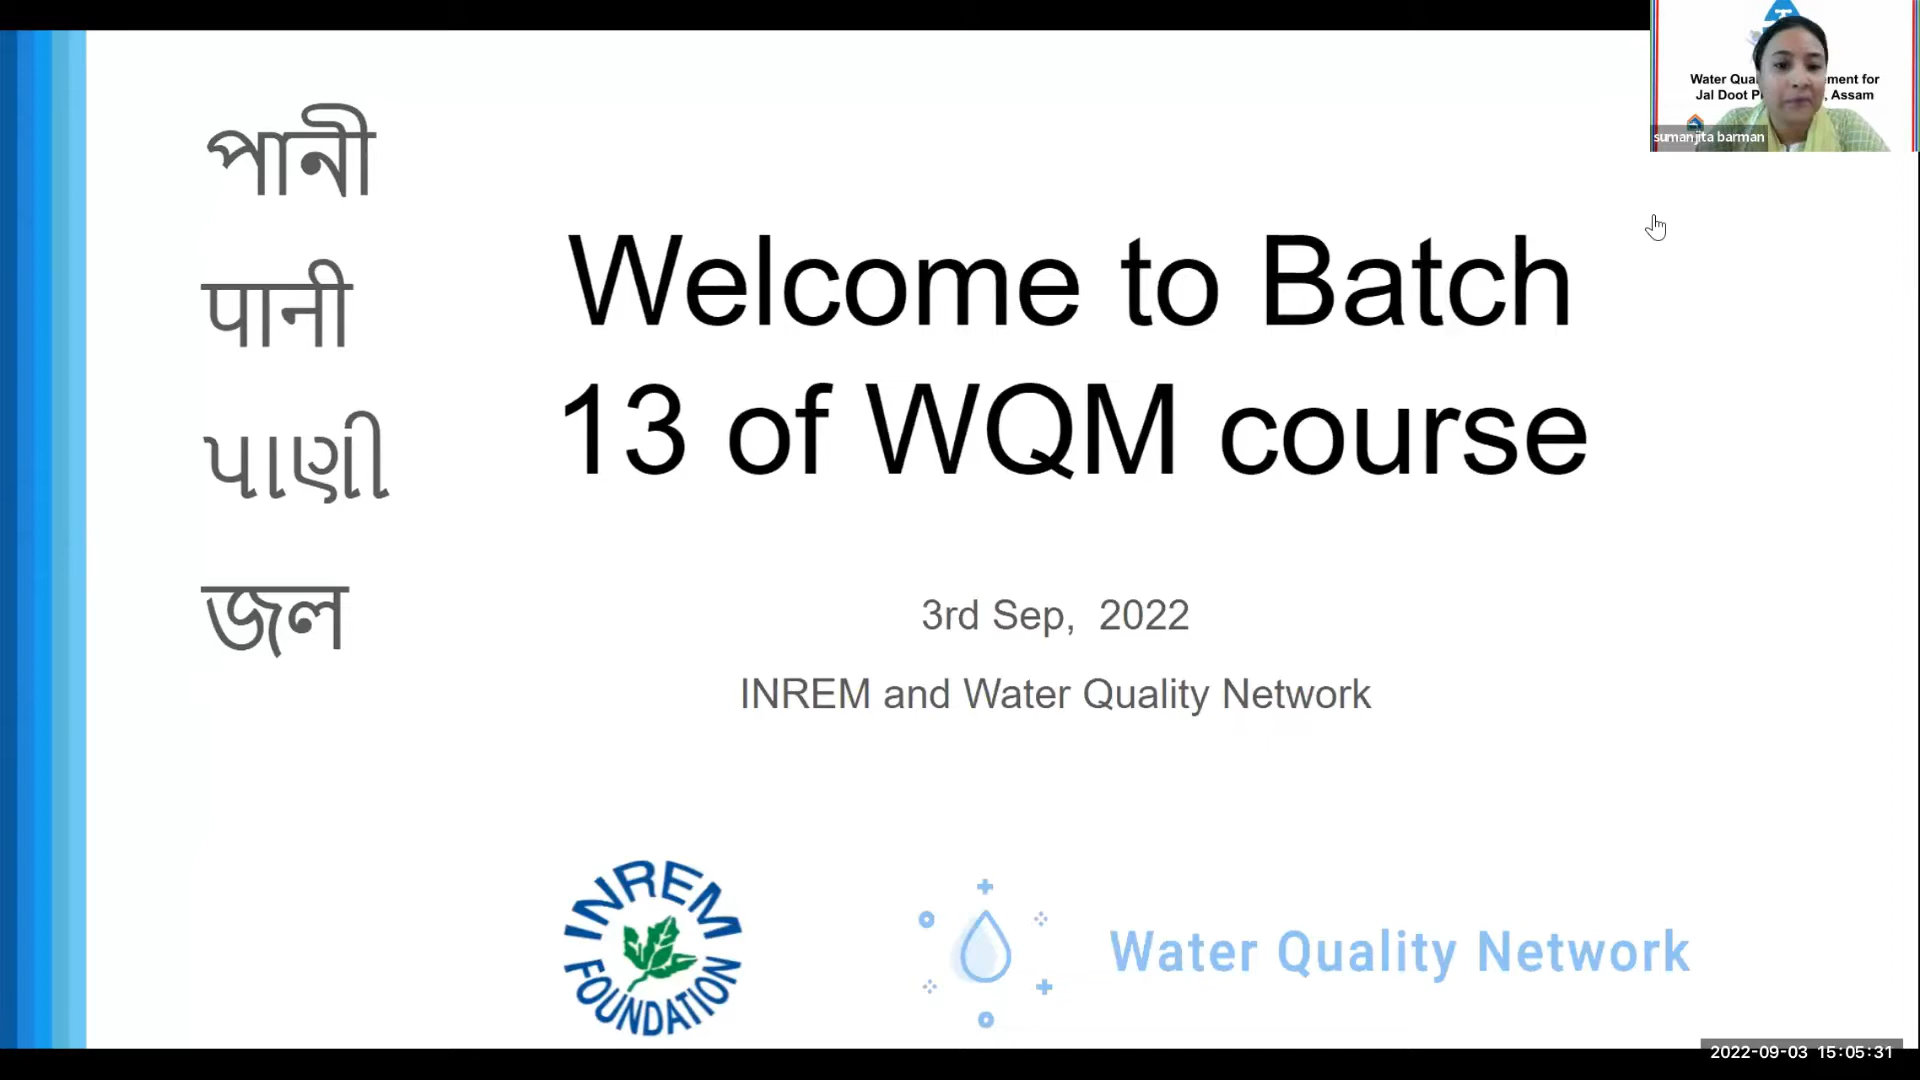 পানী
पानी
પાણી
জল
Welcome to Batch
13 of WQM course
3rd Sep, 2022
INREM and Water Quality Network
INREM FOUNDATION
Water Quality Network
Water Qua ment for
Jal Doot P , Assam
sumanjita barman
2022-09-03 15:05:31